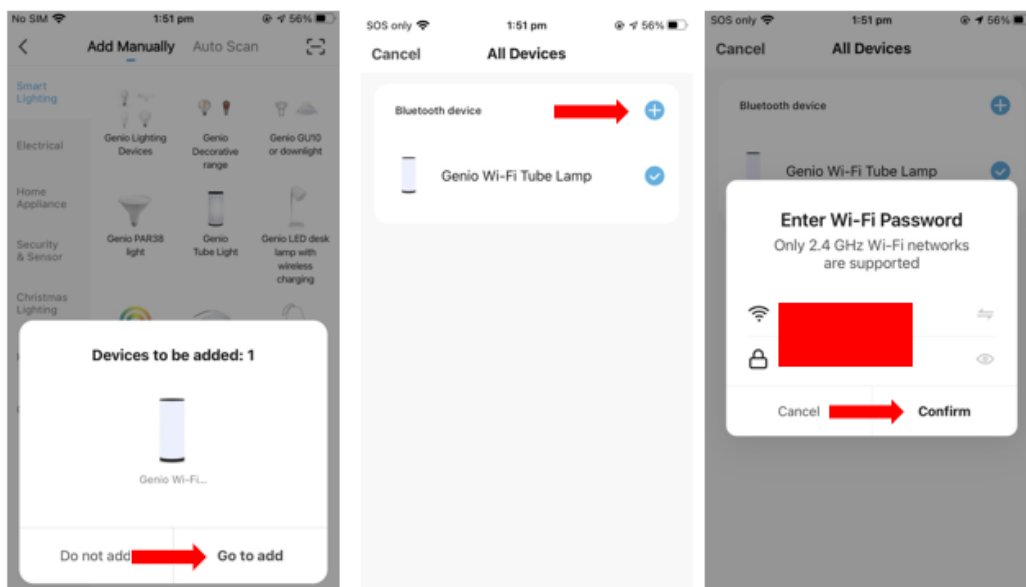 No SIM 1:51 pm 56%
Add Manually Auto Scan
Smart
Lighting
Electrical
Home
Appliance
Security
& Sensor
Christmas
Lighting
Genio Lighting
Devices
Genio
Decorative
range
Genio GU10
or downlight
Genio PAR38
light
Genio
Tube Light
Genio LED desk
lamp with
wireless
charging
Devices to be added: 1
Genio Wi-Fi...
Do not add Go to add
SOS only 1:51 pm 56%
Cancel All Devices
Bluetooth device
Genio Wi-Fi Tube Lamp
SOS only 1:51 pm 56%
Cancel All Devices
Bluetooth device
Genio Wi-Fi Tube Lamp
Enter Wi-Fi Password
Only 2.4 GHz Wi-Fi networks
are supported
Cancel Confirm